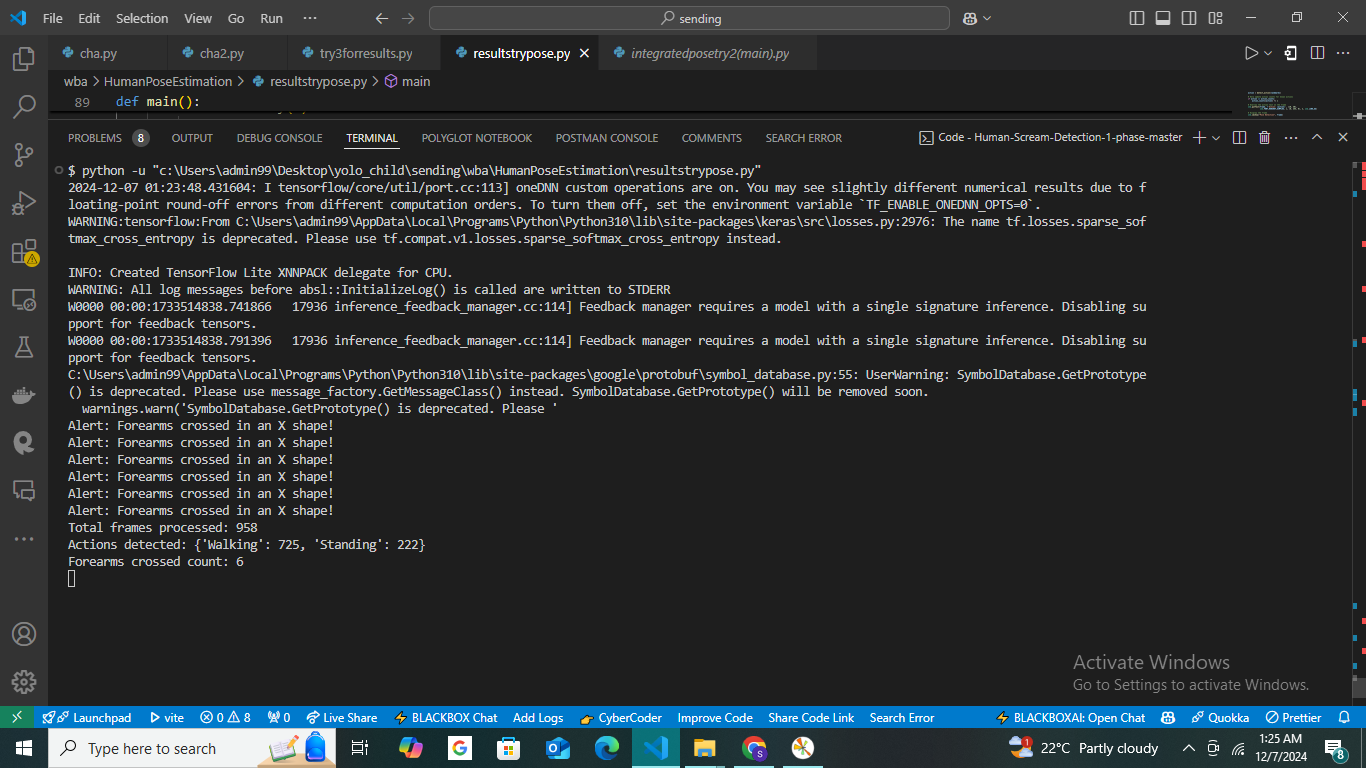 File Edit Selection View Go Run ··· sending
cha.py cha2.py try3forresults.py resultstrypose.py integratedposetry2(main).py
wba > HumanPoseEstimation > resultstrypose.py > main
89 def main():
PROBLEMS 8 OUTPUT DEBUG CONSOLE TERMINAL POLYGLOT NOTEBOOK POSTMAN CONSOLE COMMENTS SEARCH ERROR Code - Human-Scream-Detection-1-phase-master
$ python -u "c:\Users\admin99\Desktop\yolo_child\sending\wba\HumanPoseEstimation\resultstrypose.py"
2024-12-07 01:23:48.431604: I tensorflow/core/util/port.cc:113] oneDNN custom operations are on. You may see slightly different numerical results due to f
loating-point round-off errors from different computation orders. To turn them off, set the environment variable `TF_ENABLE_ONEDNN_OPTS=0`.
WARNING:tensorflow:From C:\Users\admin99\AppData\Local\Programs\Python\Python310\lib\site-packages\keras\src\losses.py:2976: The name tf.losses.sparse_sof
tmax_cross_entropy is deprecated. Please use tf.compat.v1.losses.sparse_softmax_cross_entropy instead.
INFO: Created TensorFlow Lite XNNPACK delegate for CPU.
WARNING: All log messages before absl::InitializeLog() is called are written to STDERR
W0000 00:00:1733514838.741866   17936 inference_feedback_manager.cc:114] Feedback manager requires a model with a single signature inference. Disabling su
pport for feedback tensors.
W0000 00:00:1733514838.791396   17936 inference_feedback_manager.cc:114] Feedback manager requires a model with a single signature inference. Disabling su
pport for feedback tensors.
C:\Users\admin99\AppData\Local\Programs\Python\Python310\lib\site-packages\google\protobuf\symbol_database.py:55: UserWarning: SymbolDatabase.GetPrototype
() is deprecated. Please use message_factory.GetMessageClass() instead. SymbolDatabase.GetPrototype() will be removed soon.
  warnings.warn('SymbolDatabase.GetPrototype() is deprecated. Please '
Alert: Forearms crossed in an X shape!
Alert: Forearms crossed in an X shape!
Alert: Forearms crossed in an X shape!
Alert: Forearms crossed in an X shape!
Alert: Forearms crossed in an X shape!
Alert: Forearms crossed in an X shape!
Total frames processed: 958
Actions detected: {'Walking': 725, 'Standing': 222}
Forearms crossed count: 6
Activate Windows
Go to Settings to activate Windows.
Launchpad vite 0 8 0 Live Share BLACKBOX Chat Add Logs CyberCoder Improve Code Share Code Link Search Error BLACKBOXAI: Open Chat Quokka Prettier
Type here to search 1 22°C Partly cloudy 1:25 AM
12/7/2024 8